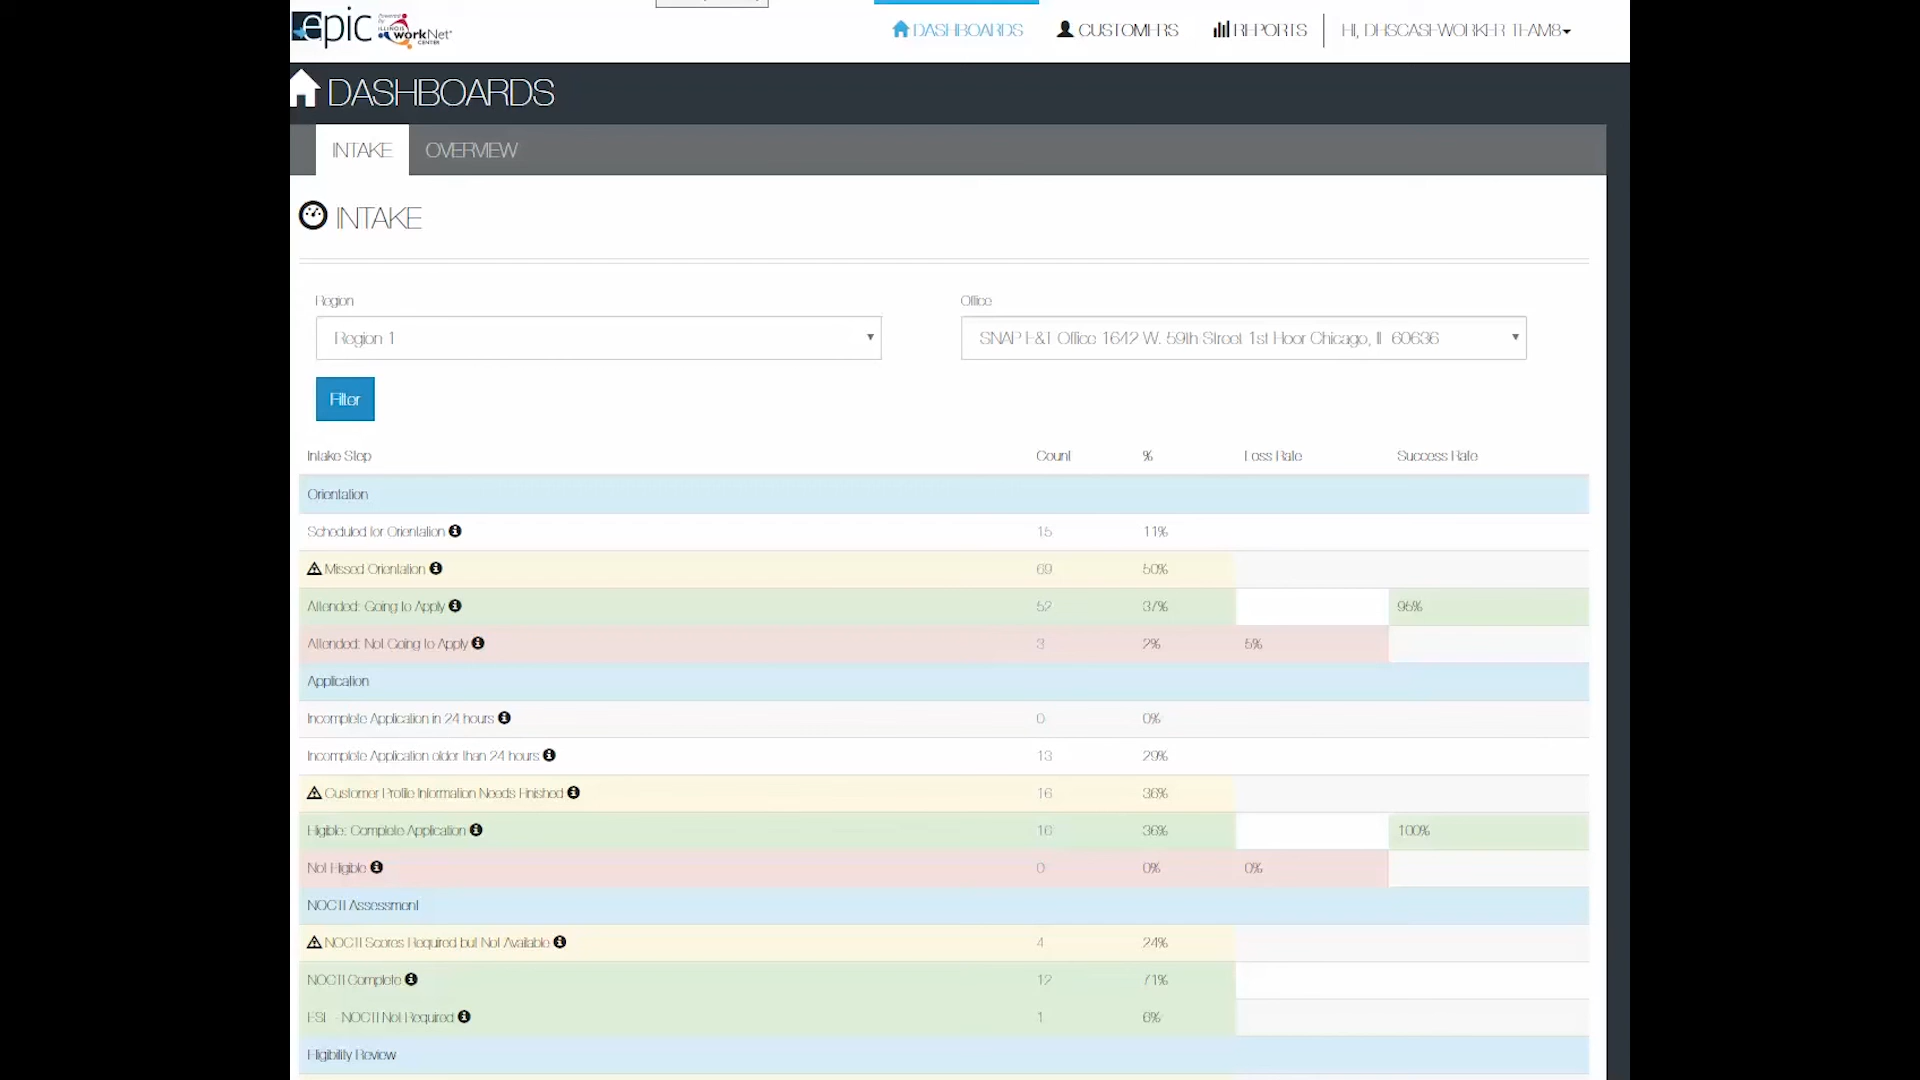 epic Powered by ILLINOIS workNet CENTER
DASHBOARDS CUSTOMERS REPORTS HI, DHSCASEWORKER TEAM8
DASHBOARDS
INTAKE OVERVIEW
INTAKE
Region Office
Region 1 SNAP E&T Office 1642 W. 59th Street 1st Floor Chicago, IL 60636
Filter
Intake Step Count % Loss Rate Success Rate
Orientation
Scheduled for Orientation 15 11%
Missed Orientation 69 50%
Attended: Going to Apply 52 37% 95%
Attended: Not Going to Apply 3 2% 5%
Application
Incomplete Application in 24 hours 0 0%
Incomplete Application older than 24 hours 13 29%
Customer Profile Information Needs Finished 16 36%
Eligible: Complete Application 16 36% 100%
Not Eligible 0 0% 0%
NOCTI Assessment
NOCTI Scores Required but Not Available 4 24%
NOCTI Complete 12 71%
ESL - NOCTI Not Required 1 6%
Eligibility Review